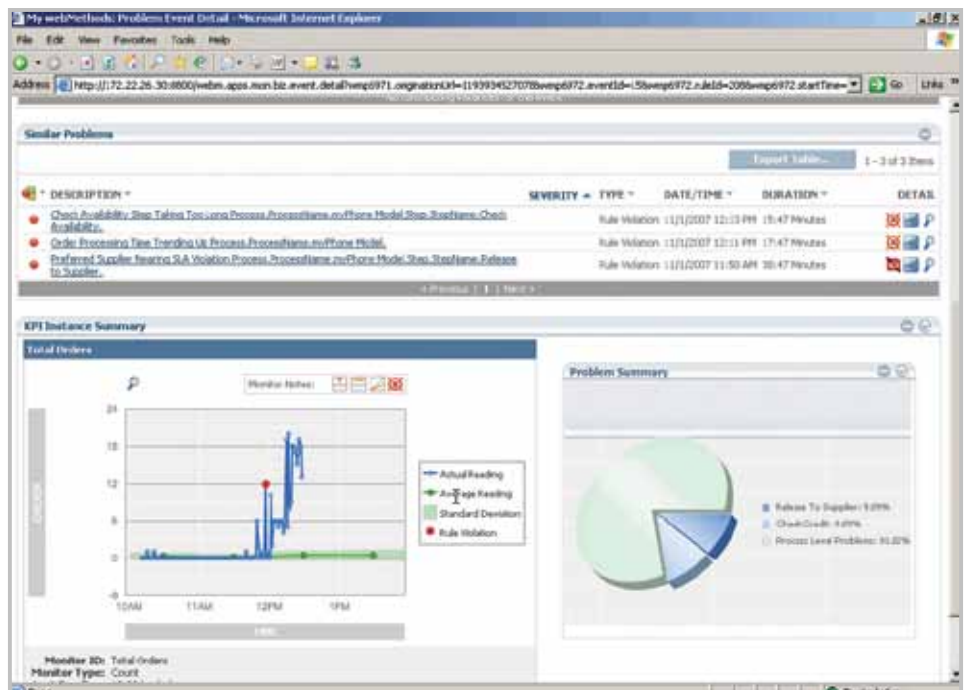 My webMethods: Problem Event Detail - Microsoft Internet Explorer
File Edit View Favorites Tools Help
Address Go Links
Similar Problems
Export Table... 1 - 3 of 3 Items
DESCRIPTION SEVERITY TYPE DATE/TIME DURATION DETAIL
Check Availability Step Taking Too Long Process.ProcessName.myPhone Model.Step.StepName.Check Rule Violation 11/1/2007 12:13 PM 15:47 Minutes
Availability.
Order Processing Time Trending Up Process.ProcessName.myPhone Model. Rule Violation 11/1/2007 12:11 PM 17:47 Minutes
Preferred Supplier Nearing SLA Violation Process.ProcessName.myPhone Model.Step.StepName.Release Rule Violation 11/1/2007 11:50 AM 38:47 Minutes
to Supplier.
< Previous | 1 | Next >
KPI Instance Summary
Total Orders
Problem Summary
Monitor Notes:
24
18
12
6
0
-6
10AM 11AM 12PM 1PM
TIME
Actual Reading
Average Reading
Standard Deviation
Rule Violation
Release To Supplier: 9.09%
Check Credit: 9.09%
Process Level Problems: 81.82%
Monitor ID: Total Orders
Monitor Type: Count